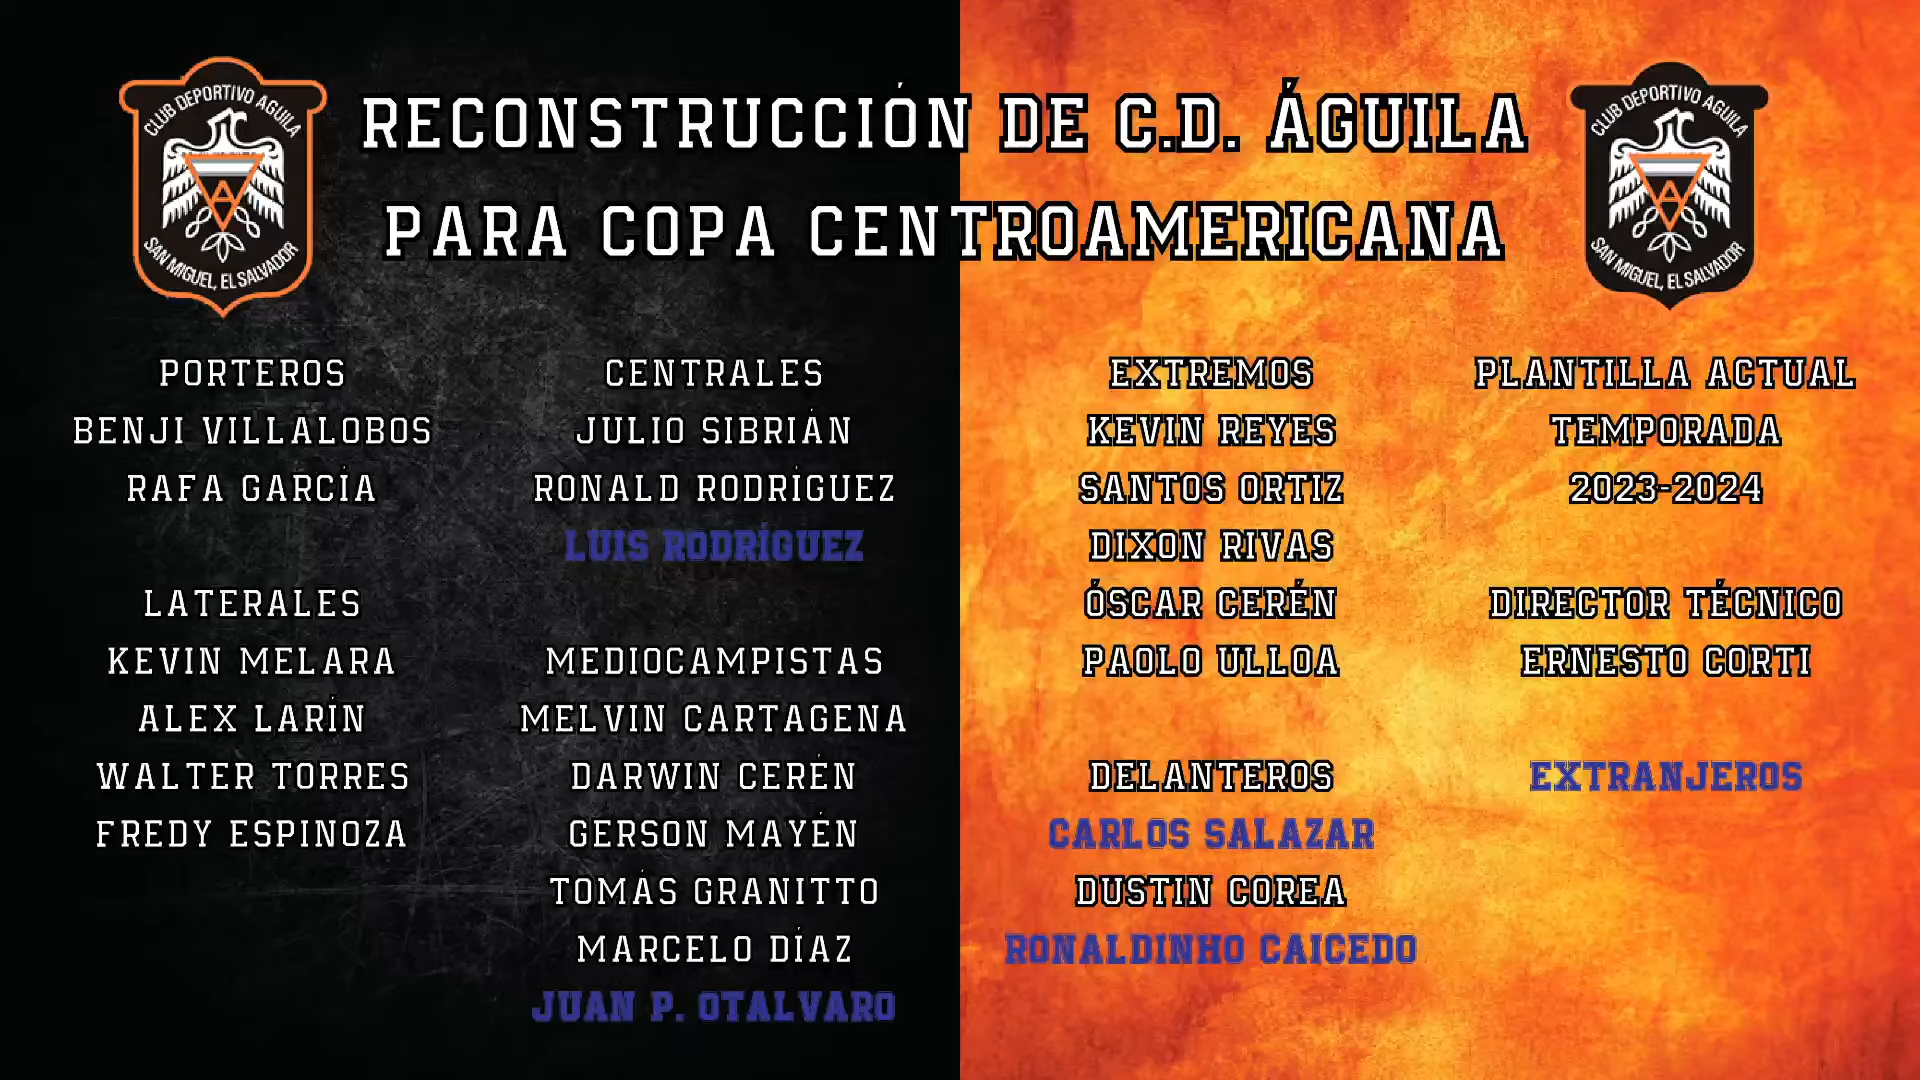 CLUB DEPORTIVO AGUILA
A
SAN MIGUEL, EL SALVADOR
RECONSTRUCCIÓN DE C.D. ÁGUILA
PARA COPA CENTROAMERICANA
CLUB DEPORTIVO AGUILA
A
SAN MIGUEL, EL SALVADOR
PORTEROS
BENJI VILLALOBOS
RAFA GARCÍA
LATERALES
KEVIN MELARA
ALEX LARÍN
WALTER TORRES
FREDY ESPINOZA
CENTRALES
JULIO SIBRIÁN
RONALD RODRÍGUEZ
LUIS RODRÍGUEZ
MEDIOCAMPISTAS
MELVIN CARTAGENA
DARWIN CERÉN
GERSON MAYÉN
TOMÁS GRANITTO
MARCELO DÍAZ
JUAN P. OTALVARO
EXTREMOS
KEVIN REYES
SANTOS ORTIZ
DIXON RIVAS
ÓSCAR CERÉN
PAOLO ULLOA
DELANTEROS
CARLOS SALAZAR
DUSTIN COREA
RONALDINHO CAICEDO
PLANTILLA ACTUAL
TEMPORADA
2023-2024
DIRECTOR TÉCNICO
ERNESTO CORTI
EXTRANJEROS